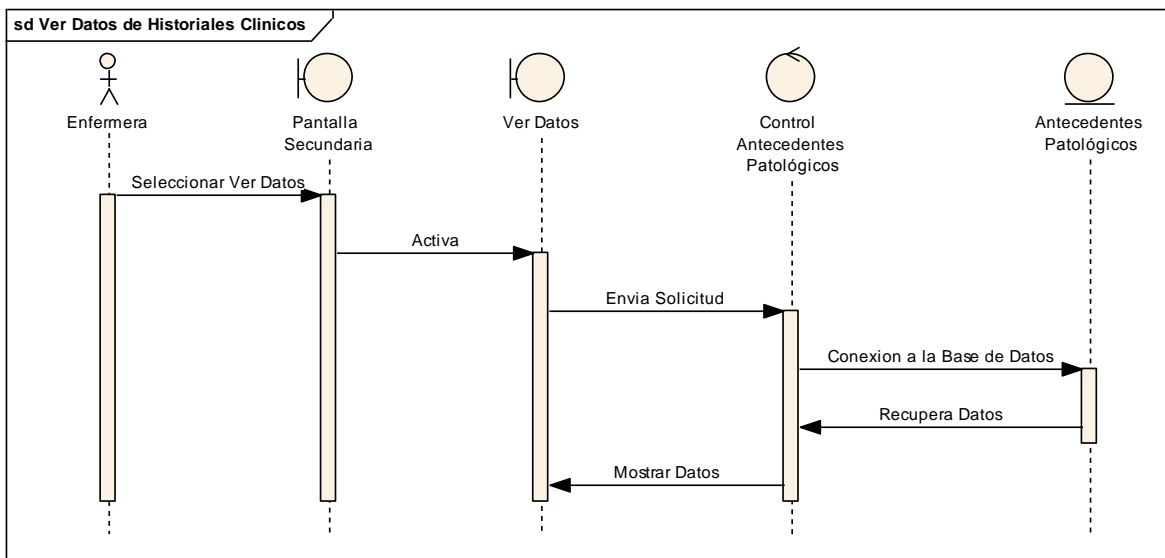 sd Ver Datos de Historiales Clinicos
Enfermera
Pantalla
Secundaria
Ver Datos
Control
Antecedentes
Patológicos
Antecedentes
Patológicos
Seleccionar Ver Datos
Activa
Envia Solicitud
Conexion a la Base de Datos
Recupera Datos
Mostrar Datos